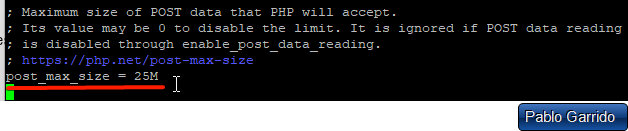 ; Maximum size of POST data that PHP will accept.
; Its value may be 0 to disable the limit. It is ignored if POST data reading
; is disabled through enable_post_data_reading.
; https://php.net/post-max-size
post_max_size = 25M
Pablo Garrido